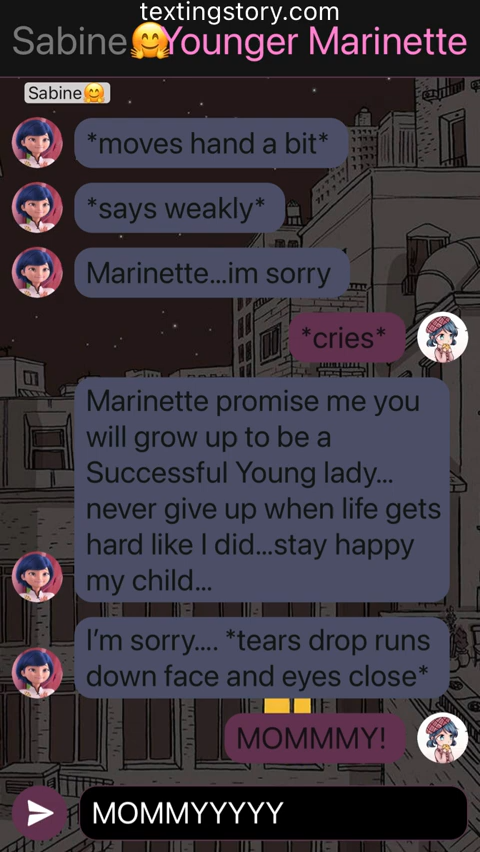 textingstory.com
Sabine🤗Younger Marinette
Sabine🤗
*moves hand a bit*
*says weakly*
Marinette...im sorry
*cries*
Marinette promise me you
will grow up to be a
Successful Young lady...
never give up when life gets
hard like I did...stay happy
my child...
I'm sorry.... *tears drop runs
down face and eyes close*
MOMMMY!
MOMMYYYYY